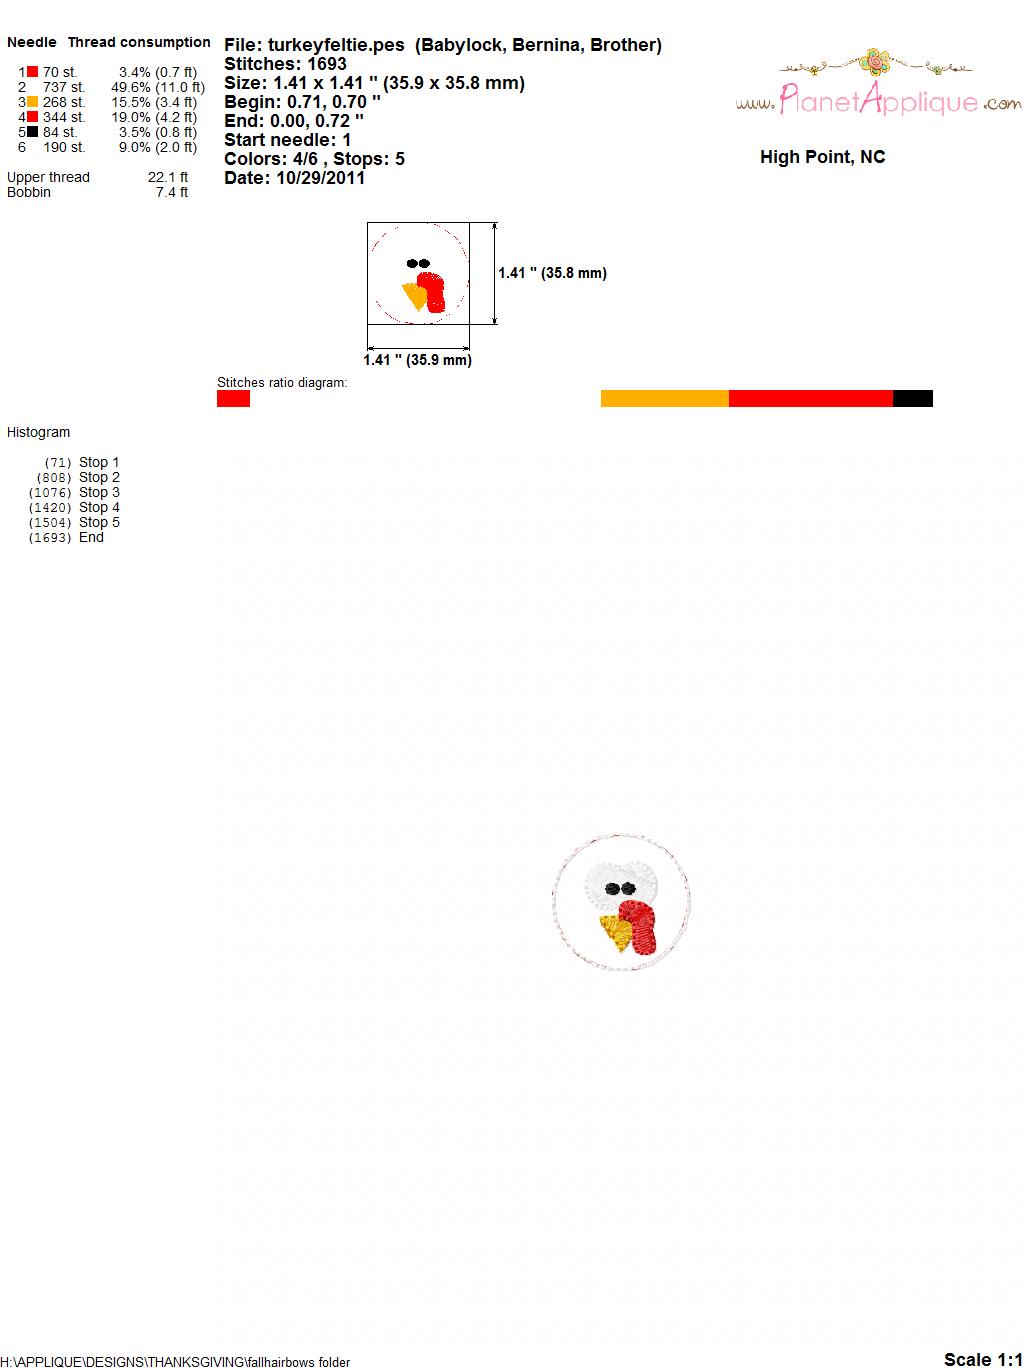 Needle Thread consumption
1 70 st. 3.4% (0.7 ft)
2 737 st. 49.6% (11.0 ft)
3 268 st. 15.5% (3.4 ft)
4 344 st. 19.0% (4.2 ft)
5 84 st. 3.5% (0.8 ft)
6 190 st. 9.0% (2.0 ft)
Upper thread 22.1 ft
Bobbin 7.4 ft
File: turkeyfeltie.pes (Babylock, Bernina, Brother)
Stitches: 1693
Size: 1.41 x 1.41 " (35.9 x 35.8 mm)
Begin: 0.71, 0.70 "
End: 0.00, 0.72 "
Start needle: 1
Colors: 4/6 , Stops: 5
Date: 10/29/2011
www.PlanetApplique.com
High Point, NC
1.41 " (35.8 mm)
1.41 " (35.9 mm)
Stitches ratio diagram:
Histogram
(71) Stop 1
(808) Stop 2
(1076) Stop 3
(1420) Stop 4
(1504) Stop 5
(1693) End
H:\APPLIQUE\DESIGNS\THANKSGIVING\fallhairbows folder
Scale 1:1